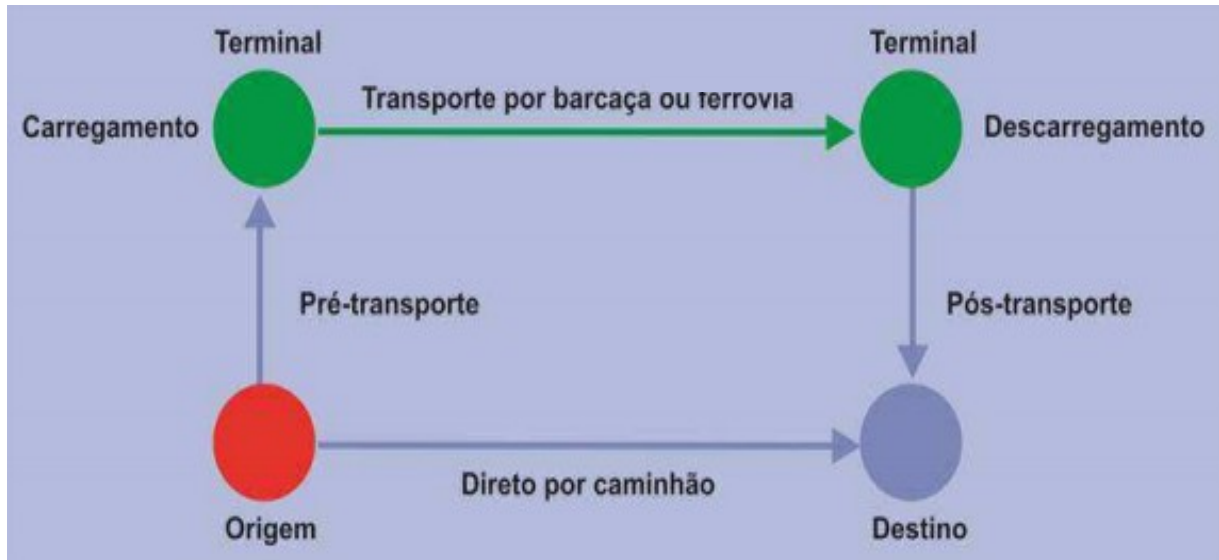 Terminal
Terminal
Transporte por barcaça ou ferrovia
Carregamento
Descarregamento
Pré-transporte
Pós-transporte
Direto por caminhão
Origem
Destino